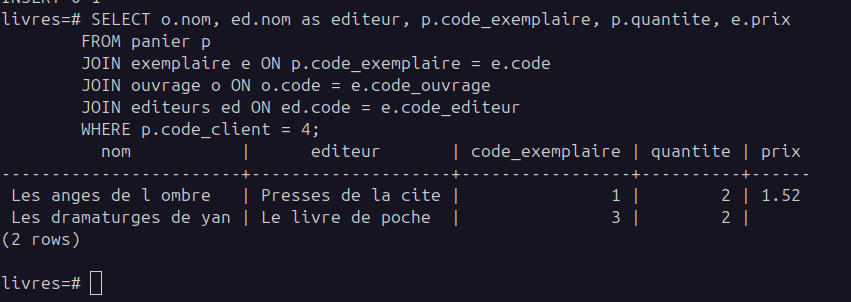 INSERT 0 1
livres=# SELECT o.nom, ed.nom as editeur, p.code_exemplaire, p.quantite, e.prix
FROM panier p
JOIN exemplaire e ON p.code_exemplaire = e.code
JOIN ouvrage o ON o.code = e.code_ouvrage
JOIN editeurs ed ON ed.code = e.code_editeur
WHERE p.code_client = 4;
nom | editeur | code_exemplaire | quantite | prix
------------------------+-------------------+-----------------+----------+------
Les anges de l ombre | Presses de la cite | 1 | 2 | 1.52
Les dramaturges de yan | Le livre de poche | 3 | 2 |
(2 rows)
livres=#